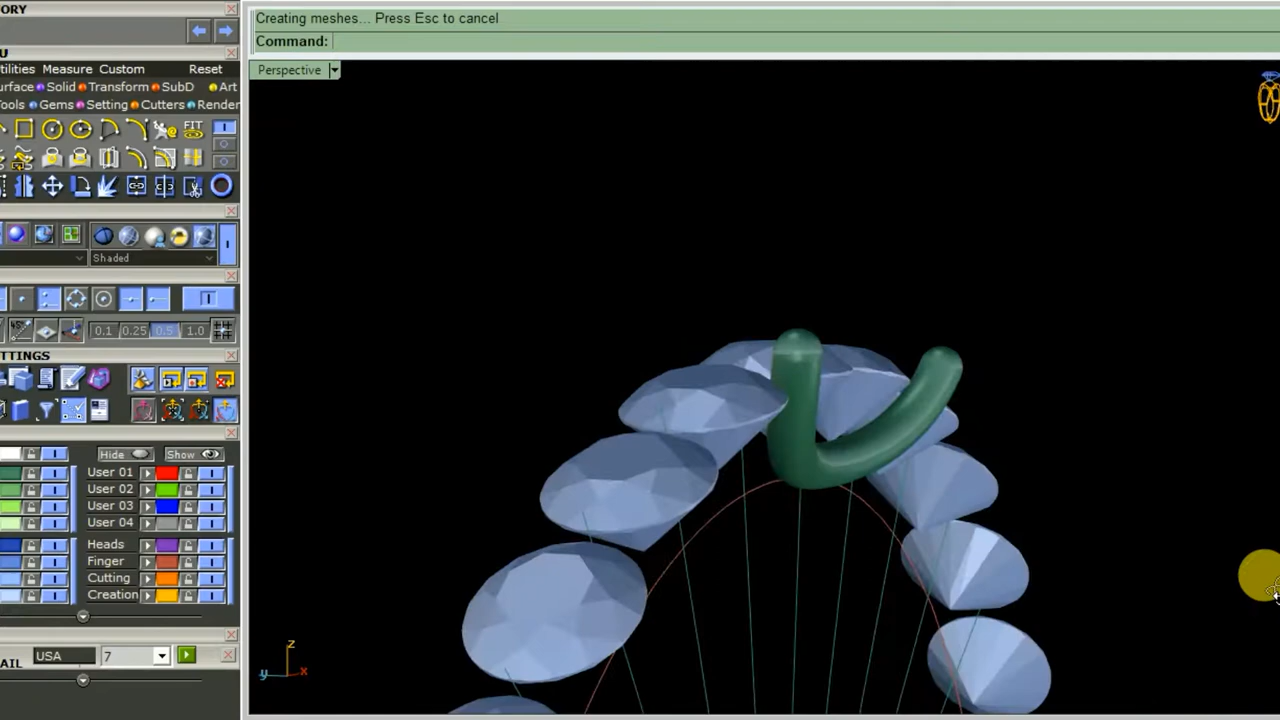 ORY
Creating meshes... Press Esc to cancel
Command:
U
Perspective
tilities Measure Custom Reset
urface Solid Transform SubD Art
ools Gems Setting Cutters Render
FIT
Shaded
0.1 0.25 0.5 1.0
TTINGS
Hide Show
User 01
User 02
User 03
User 04
Heads
Finger
Cutting
Creation
AIL USA 7
z
y x